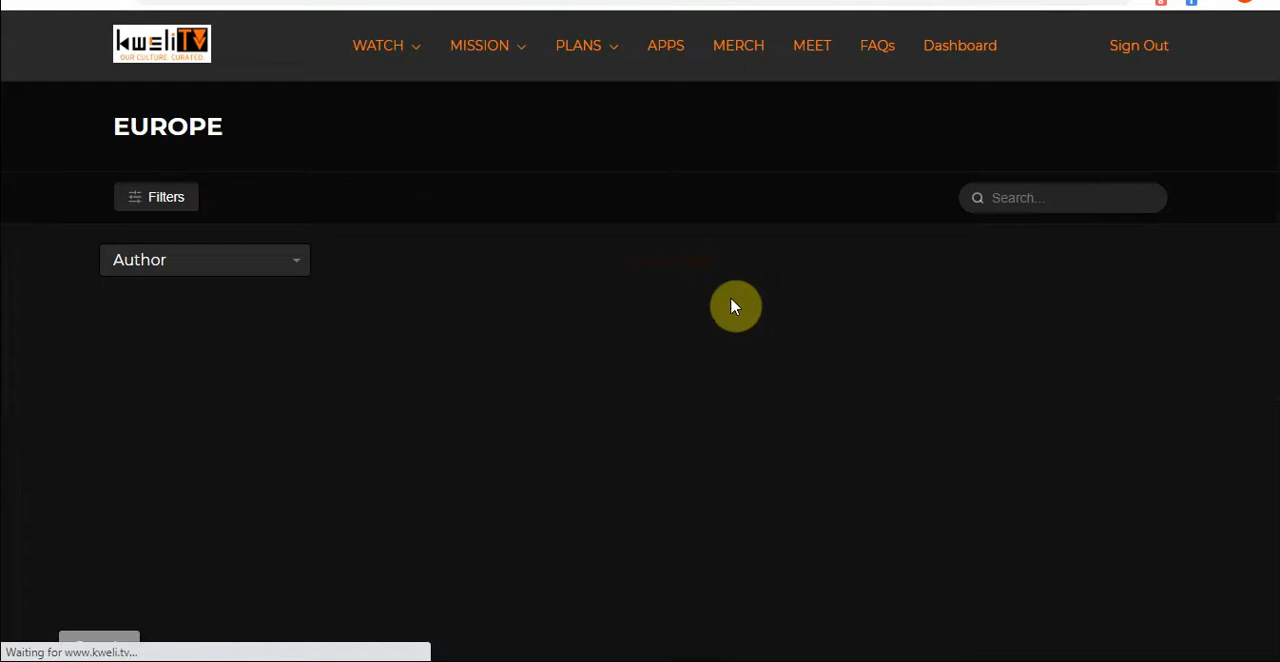 kweliTV
OUR CULTURE, CURATED.
WATCH MISSION PLANS APPS MERCH MEET FAQs Dashboard Sign Out
EUROPE
Filters
Search...
Author
Waiting for www.kweli.tv...